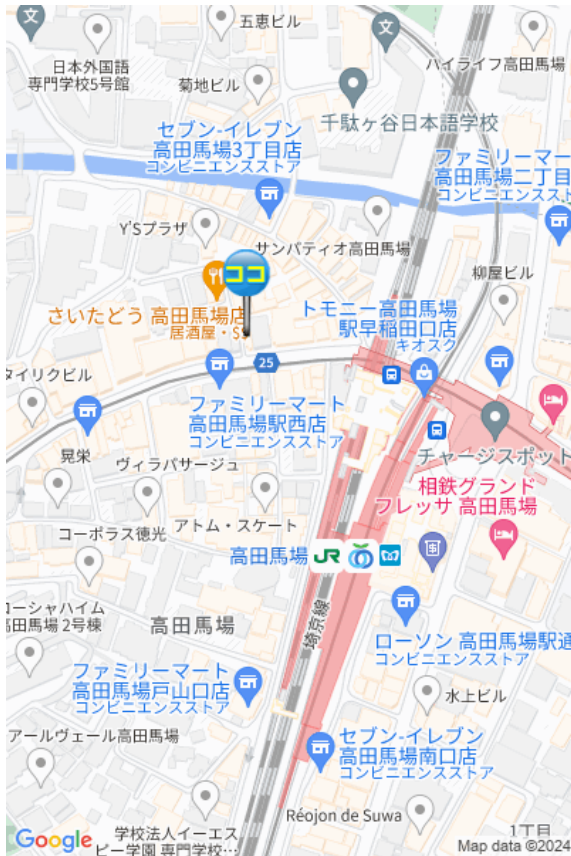 五恵ビル
日本外国語
専門学校5号館
菊地ビル
ハイライフ高田馬場
千駄ヶ谷日本語学校
セブン-イレブン
高田馬場3丁目店
コンビニエンスストア
ファミリーマー
高田馬場二丁目
コンビニエンスス
Y'Sプラザ
サンパティオ高田馬場
柳屋ビル
ココ
さいたどう 高田馬場店
居酒屋・$$
トモニー高田馬場
駅早稲田口店
キオスク
25
タイリクビル
ファミリーマート
高田馬場駅西店
コンビニエンスストア
チャージスポット
晃栄
ヴィラパサージュ
相鉄グランド
フレッサ 高田馬場
コーポラス徳光
アトム・スケート
高田馬場
JR
埼京線
ローシャハイム
高田馬場 2号棟
高田馬場
ローソン 高田馬場駅通
コンビニエンスストア
ファミリーマート
高田馬場戸山口店
コンビニエンスストア
水上ビル
アールヴェール高田馬場
セブン-イレブン
高田馬場南口店
コンビニエンスストア
Réojon de Suwa
1丁目
学校法人イーエス
ピー学園 専門学校…
Google
Map data ©2024